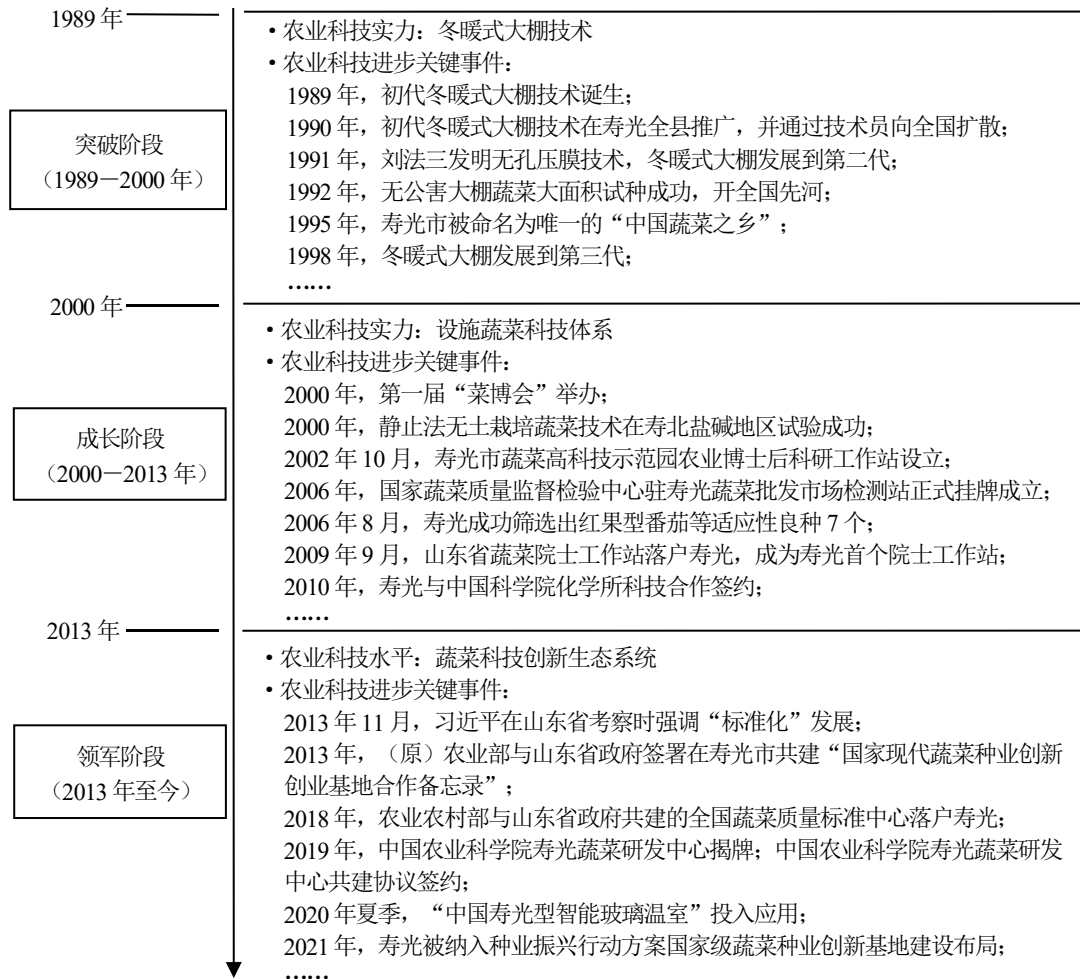 1989 年
·农业科技实力：冬暖式大棚技术
·农业科技进步关键事件：
1989 年，初代冬暖式大棚技术诞生；
1990 年，初代冬暖式大棚技术在寿光全县推广，并通过技术员向全国扩散；
1991 年，刘法三发明无孔压膜技术，冬暖式大棚发展到第二代；
1992 年，无公害大棚蔬菜大面积试种成功，开全国先河；
1995 年，寿光市被命名为唯一的“中国蔬菜之乡”；
1998 年，冬暖式大棚发展到第三代；
……
突破阶段
（1989－2000 年）
2000 年
·农业科技实力：设施蔬菜科技体系
·农业科技进步关键事件：
2000 年，第一届“菜博会”举办；
2000 年，静止法无土栽培蔬菜技术在寿北盐碱地区试验成功；
2002 年 10 月，寿光市蔬菜高科技示范园农业博士后科研工作站设立；
2006 年，国家蔬菜质量监督检验中心驻寿光蔬菜批发市场检测站正式挂牌成立；
2006 年 8 月，寿光成功筛选出红果型番茄等适应性良种 7 个；
2009 年 9 月，山东省蔬菜院士工作站落户寿光，成为寿光首个院士工作站；
2010 年，寿光与中国科学院化学所科技合作签约；
……
成长阶段
（2000－2013 年）
2013 年
·农业科技水平：蔬菜科技创新生态系统
·农业科技进步关键事件：
2013 年 11 月，习近平在山东省考察时强调“标准化”发展；
2013 年，（原）农业部与山东省政府签署在寿光市共建“国家现代蔬菜种业创新
创业基地合作备忘录”；
2018 年，农业农村部与山东省政府共建的全国蔬菜质量标准中心落户寿光；
2019 年，中国农业科学院寿光蔬菜研发中心揭牌；中国农业科学院寿光蔬菜研发
中心共建协议签约；
2020 年夏季，“中国寿光型智能玻璃温室”投入应用；
2021 年，寿光被纳入种业振兴行动方案国家级蔬菜种业创新基地建设布局；
……
领军阶段
（2013 年至今）